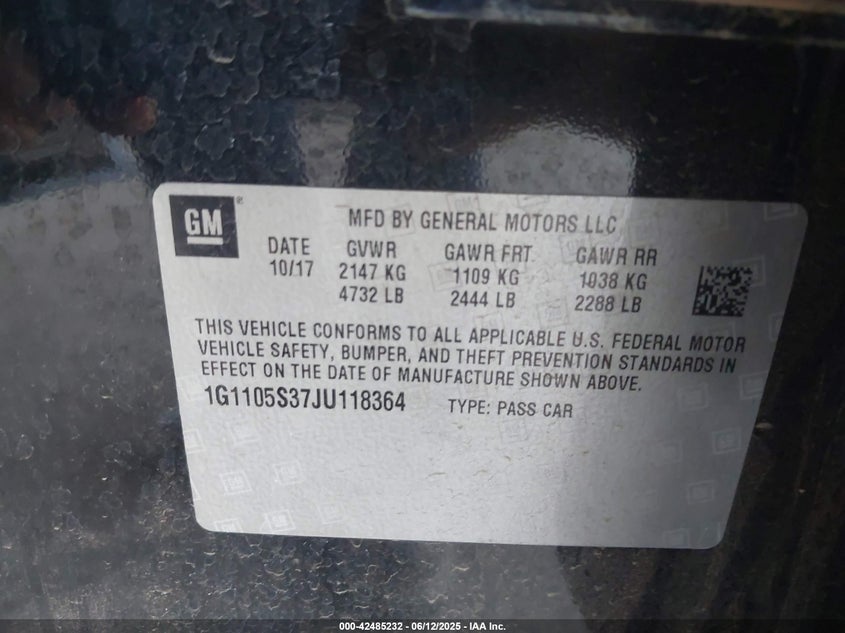 GM ®
MFD BY GENERAL MOTORS LLC
DATE GVWR GAWR FRT. GAWR RR
10/17 2147 KG 1109 KG 1038 KG
4732 LB 2444 LB 2288 LB
THIS VEHICLE CONFORMS TO ALL APPLICABLE U.S. FEDERAL MOTOR
VEHICLE SAFETY, BUMPER, AND THEFT PREVENTION STANDARDS IN
EFFECT ON THE DATE OF MANUFACTURE SHOWN ABOVE.
1G1105S37JU118364 TYPE: PASS CAR
000-42485232 - 06/12/2025 - IAA Inc.